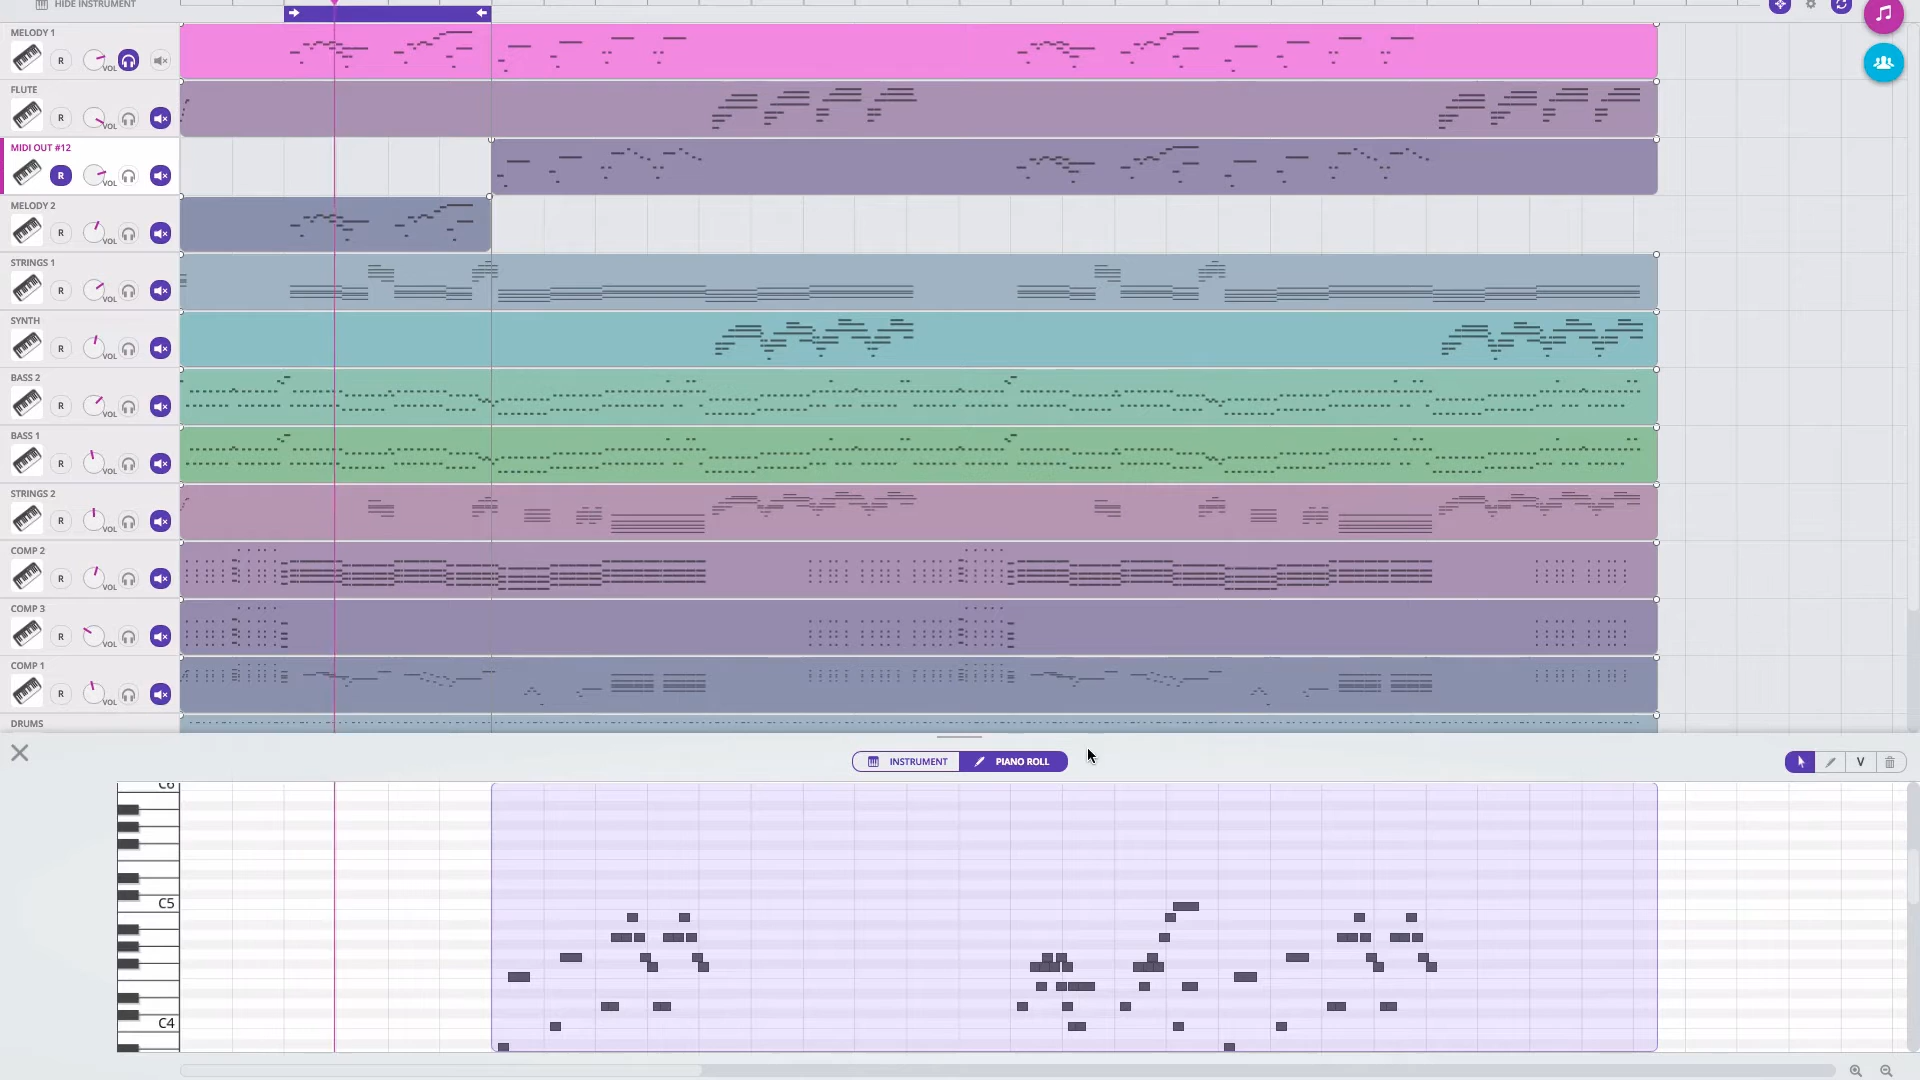 HIDE INSTRUMENT
MELODY 1
R VOL
FLUTE
R VOL
MIDI OUT #12
R VOL
MELODY 2
R VOL
STRINGS 1
R VOL
SYNTH
R VOL
BASS 2
R VOL
BASS 1
R VOL
STRINGS 2
R VOL
COMP 2
R VOL
COMP 3
R VOL
COMP 1
R VOL
DRUMS
INSTRUMENT PIANO ROLL V
C6
C5
C4